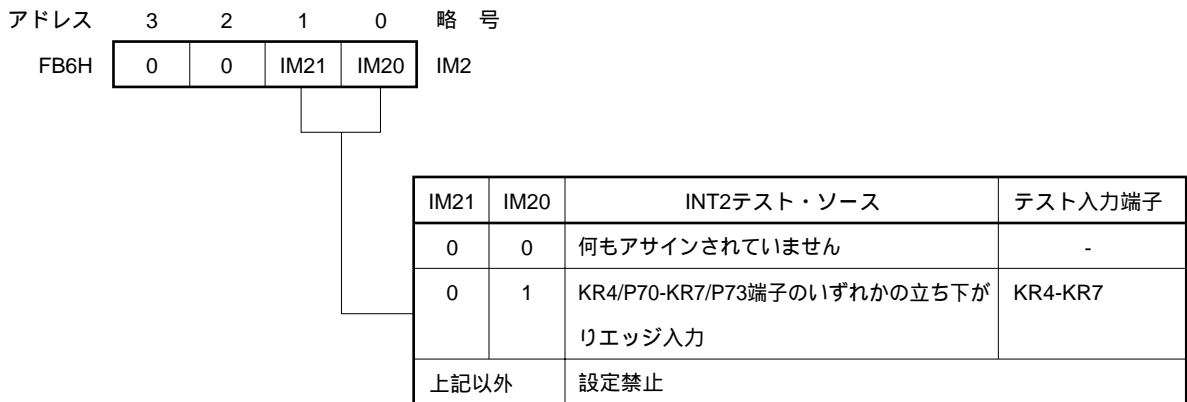 アドレス 3 2 1 0 略 号
FB6H 0 0 IM21 IM20 IM2
IM21 IM20 INT2テスト・ソース テスト入力端子
0 0 何もアサインされていません -
0 1 KR4/P70-KR7/P73端子のいずれかの立ち下が KR4-KR7
りエッジ入力
上記以外 設定禁止